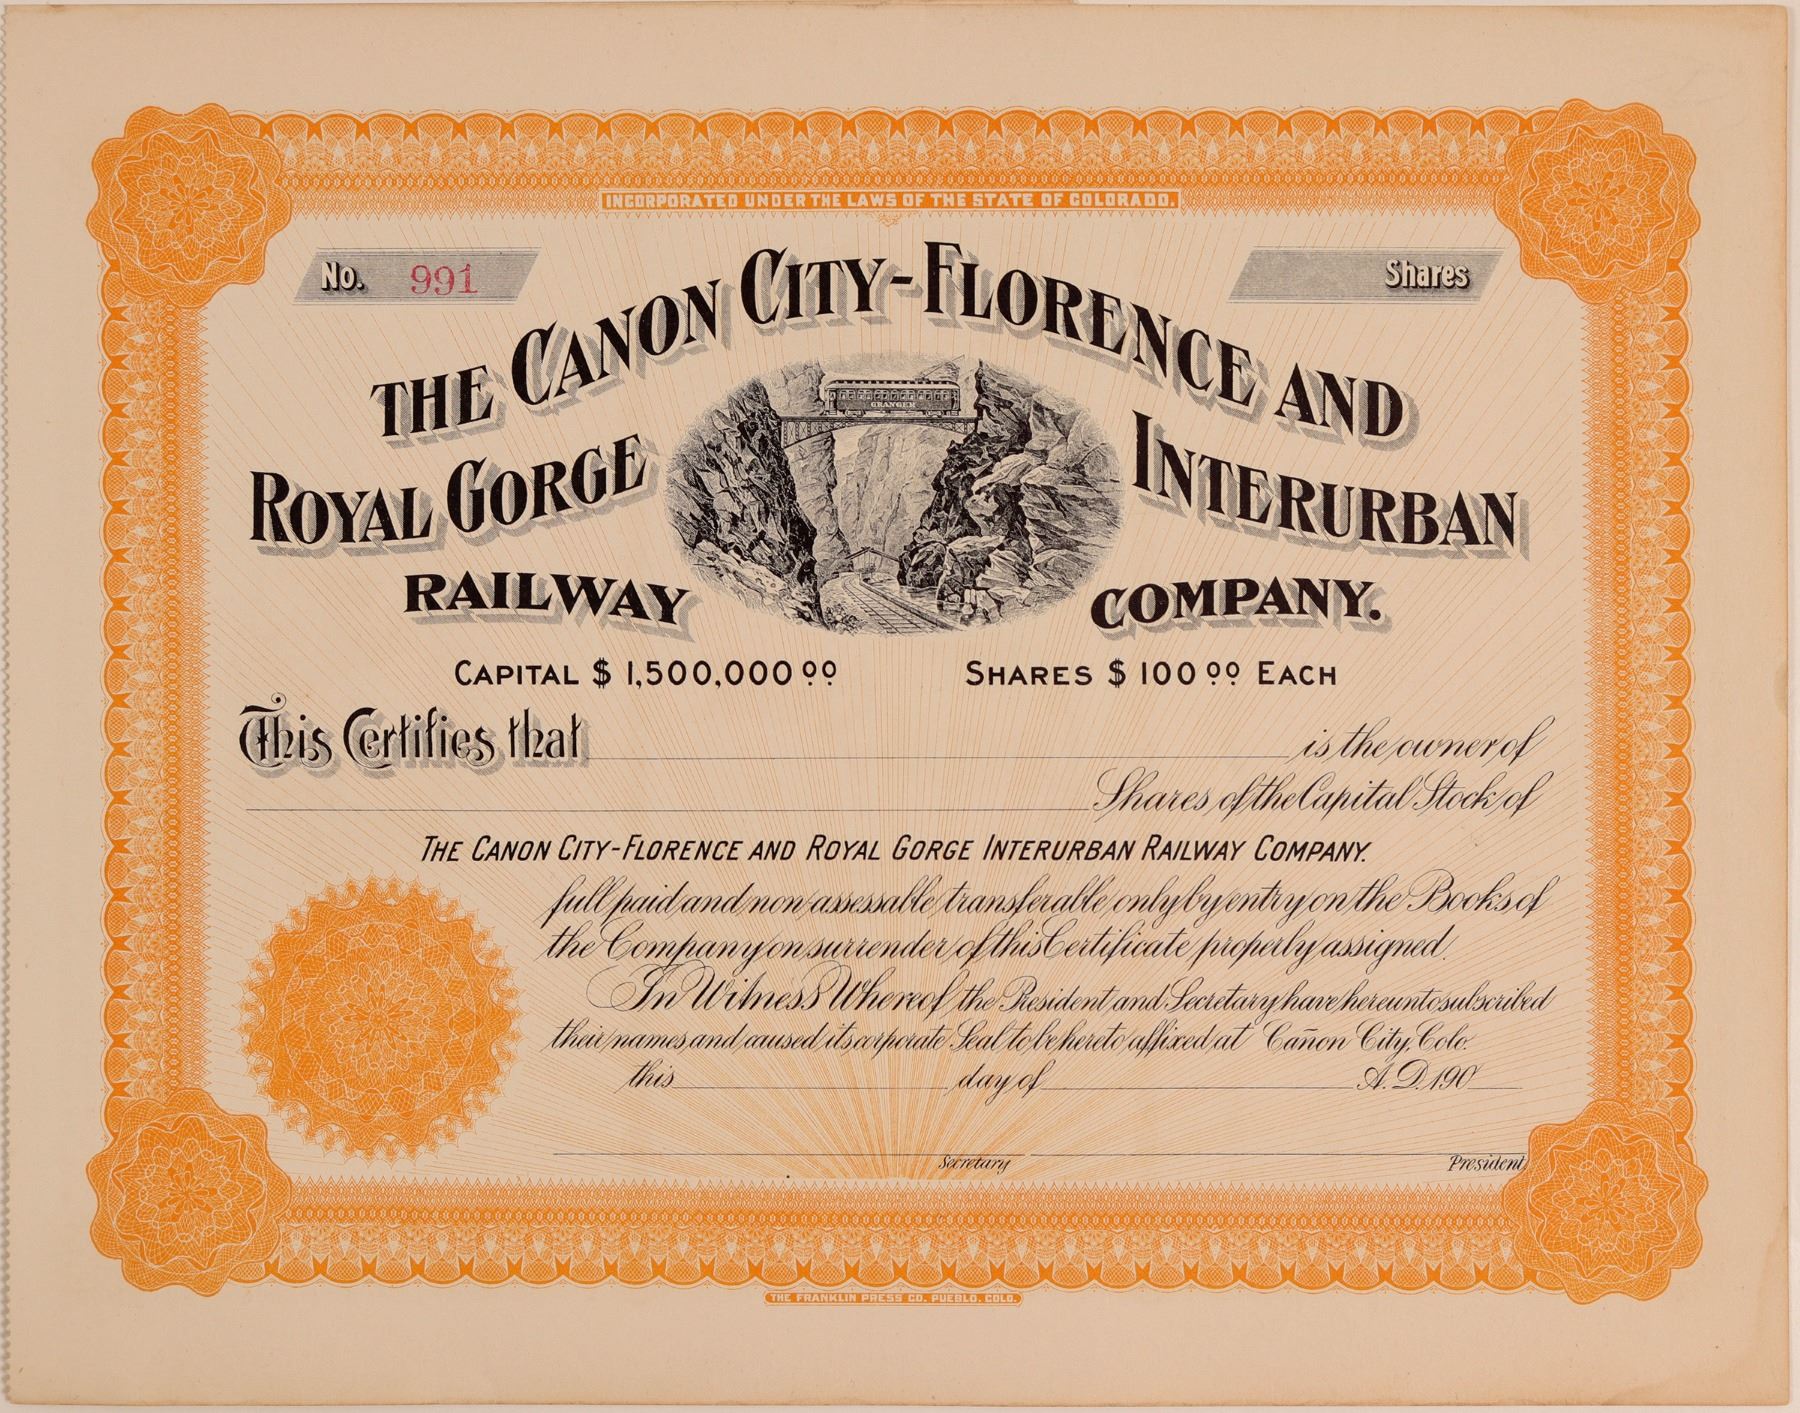 INCORPORATED UNDER THE LAWS OF THE STATE OF COLORADO.
No. 991
Shares
THE CANON CITY-FLORENCE AND
ROYAL GORGE INTERURBAN
RAILWAY COMPANY.
GRANGER
CAPITAL $ 1,500,000 00 SHARES $ 100 00 EACH
This Certifies that is the owner of
Shares of the Capital Stock of
THE CANON CITY-FLORENCE AND ROYAL GORGE INTERURBAN RAILWAY COMPANY.
full paid and non-assessable transferable only by entry on the Books of
the Company on surrender of this Certificate properly assigned.
In Witness Whereof the President and Secretary have hereunto subscribed
their names and caused its corporate Seal to be hereto affixed at Cañon City, Colo.
this day of A.D. 190
Secretary President
THE FRANKLIN PRESS CO. PUEBLO. COLO.